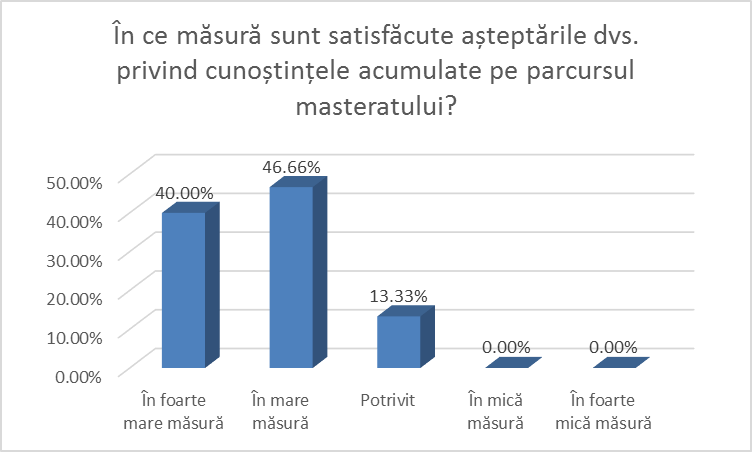 În ce măsură sunt satisfăcute așteptările dvs.
privind cunoștințele acumulate pe parcursul
masteratului?
50.00%
40.00%
30.00%
20.00%
10.00%
0.00%
40.00%
46.66%
13.33%
0.00%
0.00%
În foarte
mare măsură
În mare
măsură
Potrivit
În mică
măsură
În foarte
mică măsură